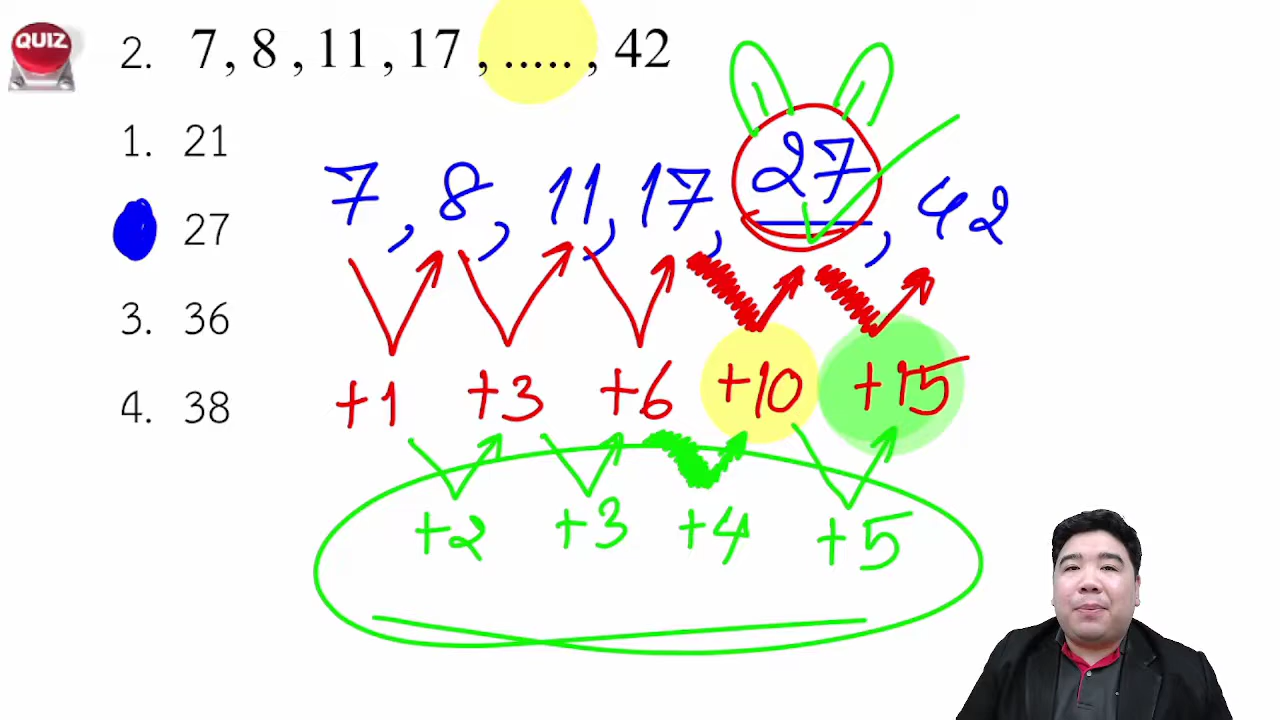 QUIZ
2. 7, 8 , 11 , 17 , ..... , 42
1. 21
27
3. 36
4. 38
7, 8, 11, 17, 27, 42
+1 +3 +6 +10 +15
+2 +3 +4 +5